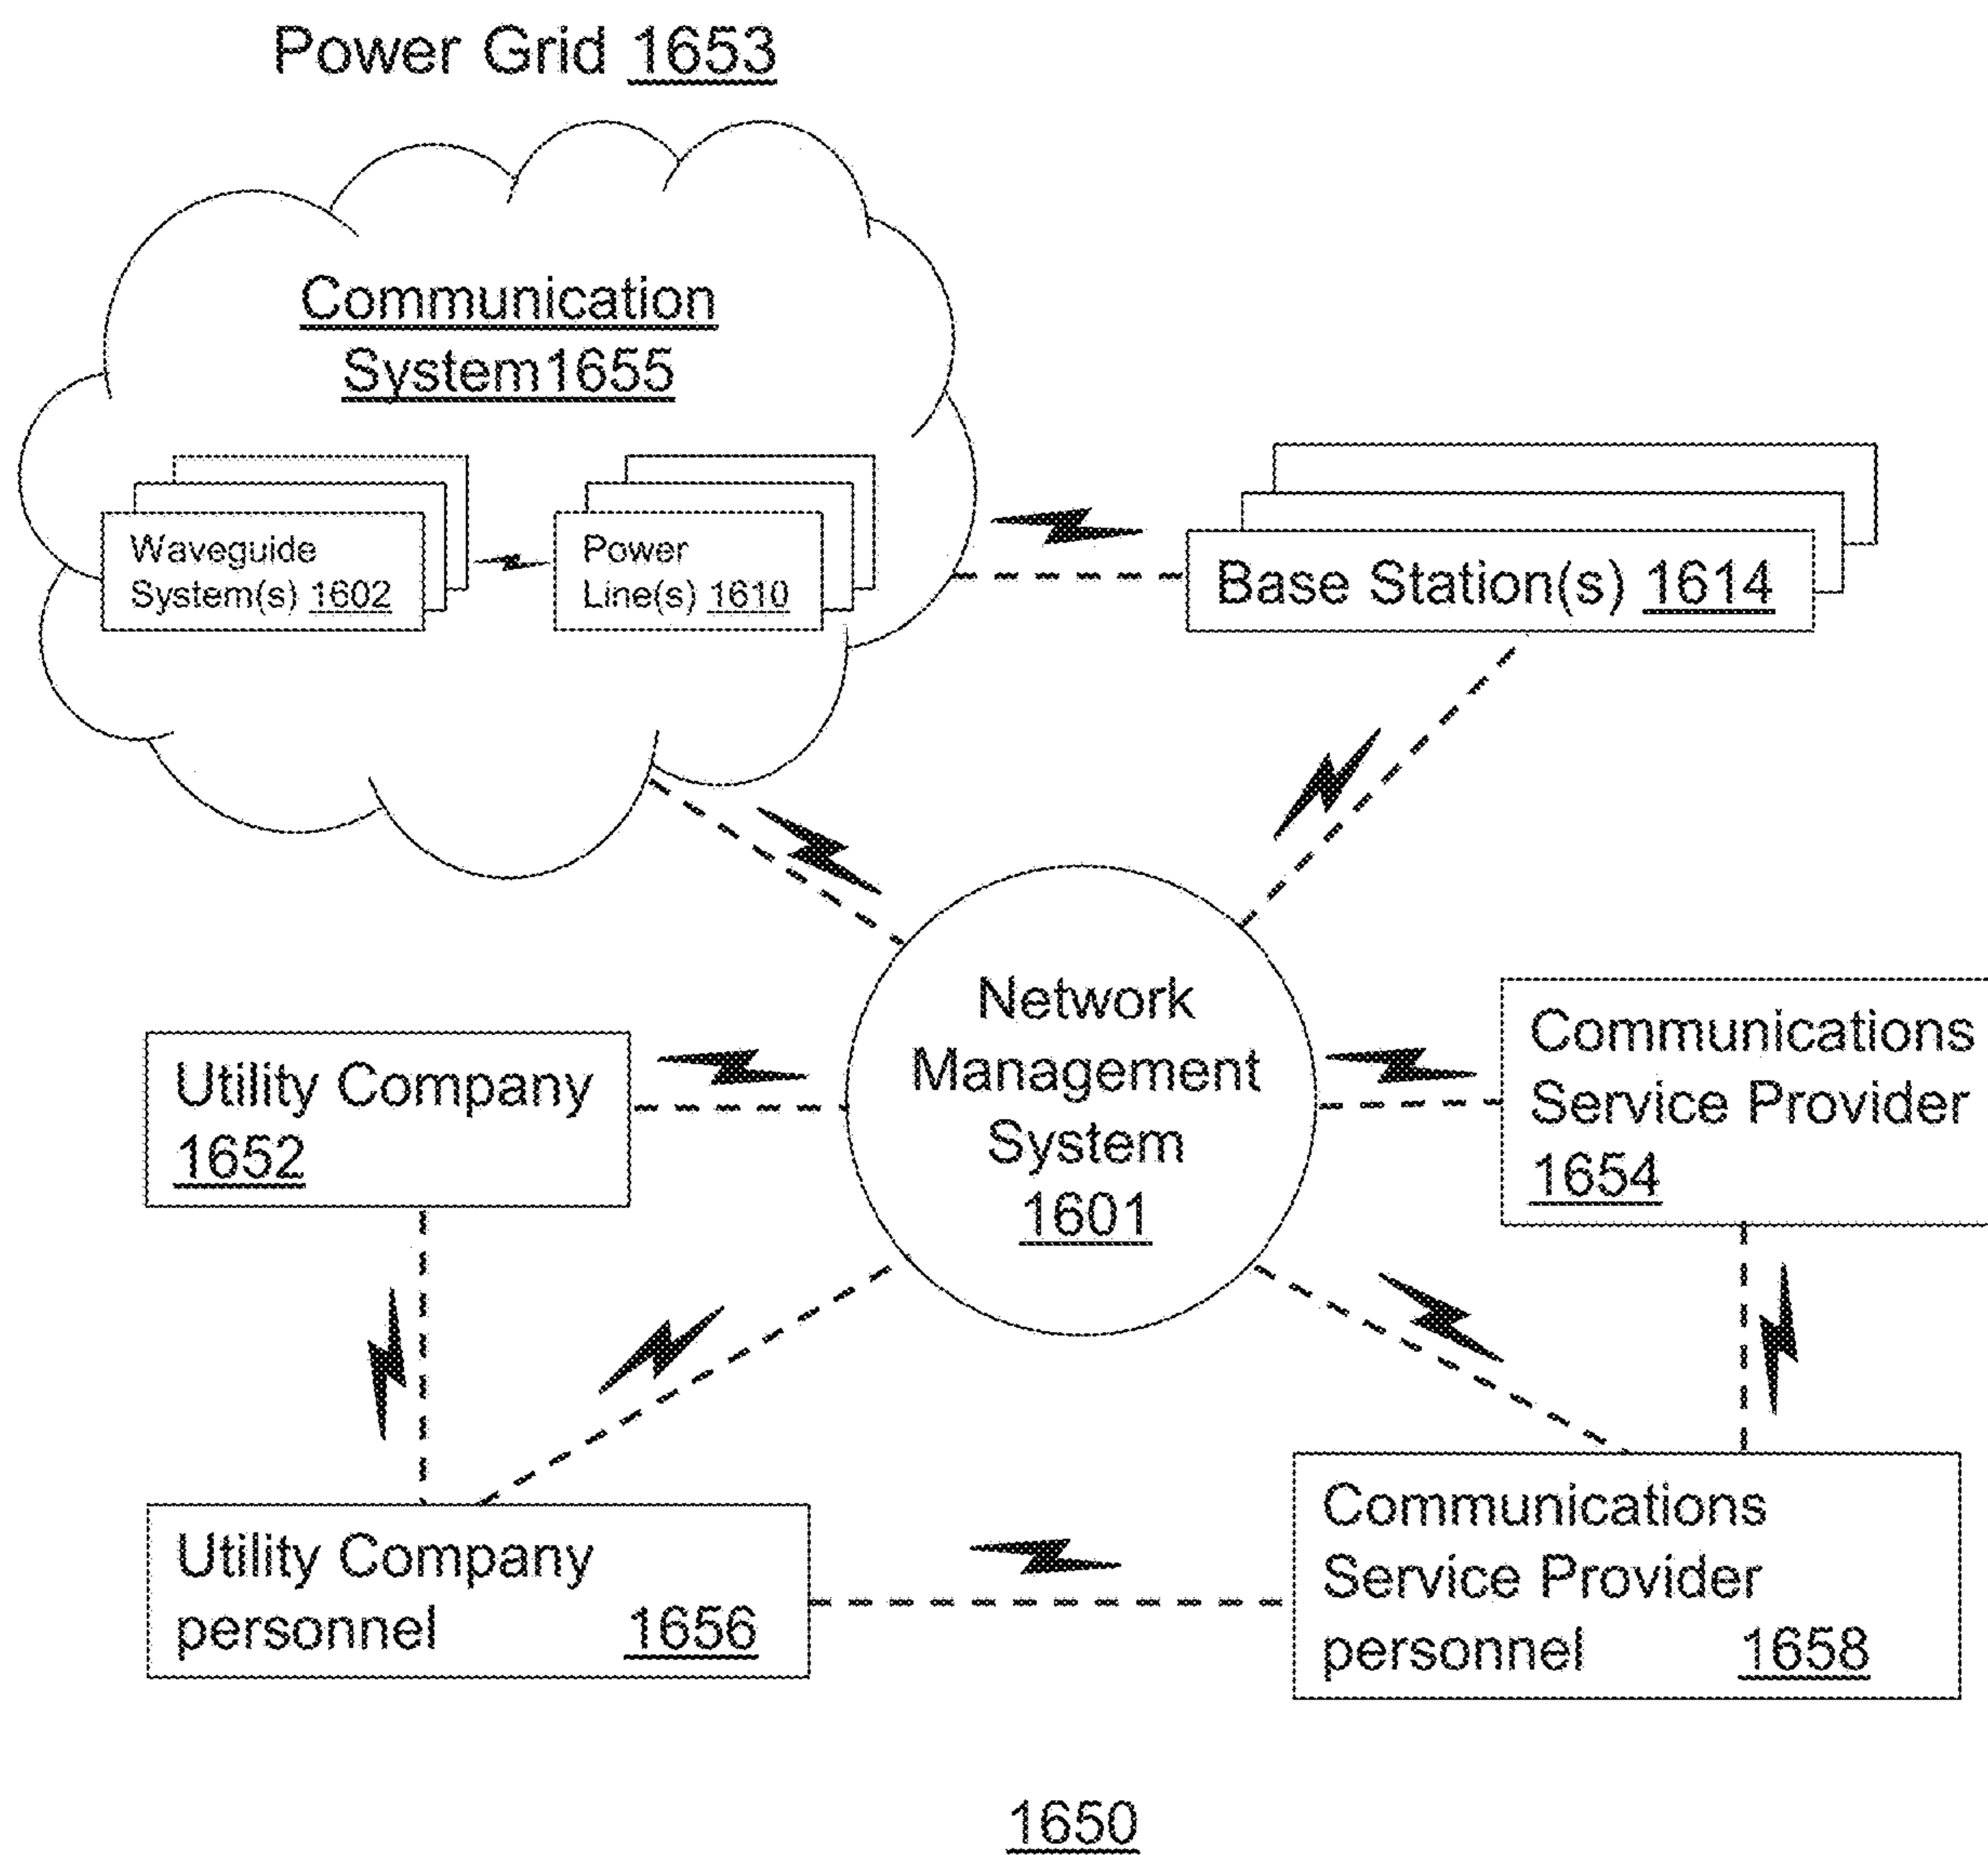 Power Grid 1653
Communication
System1655
Waveguide
System(s) 1602
Power
Line(s) 1610
Base Station(s) 1614
Network
Management
System
1601
Utility Company
1652
Communications
Service Provider
1654
Utility Company
personnel 1656
Communications
Service Provider
personnel 1658
1650